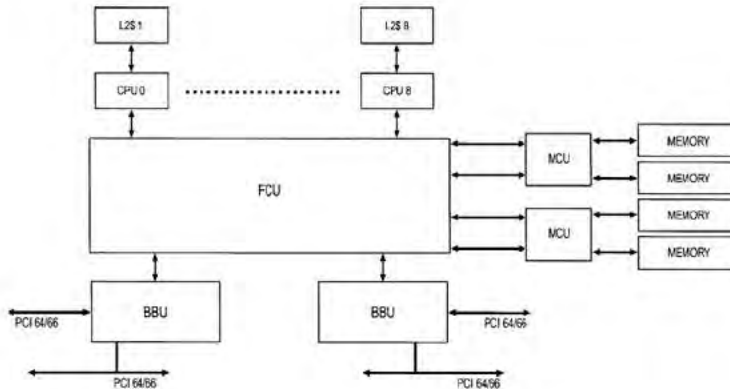 L2$ 1
L2$ 8
CPU 0
CPU 8
FCU
MCU
MCU
MEMORY
MEMORY
MEMORY
MEMORY
BBU
BBU
PCI 64/66
PCI 64/66
PCI 64/66
PCI 64/66